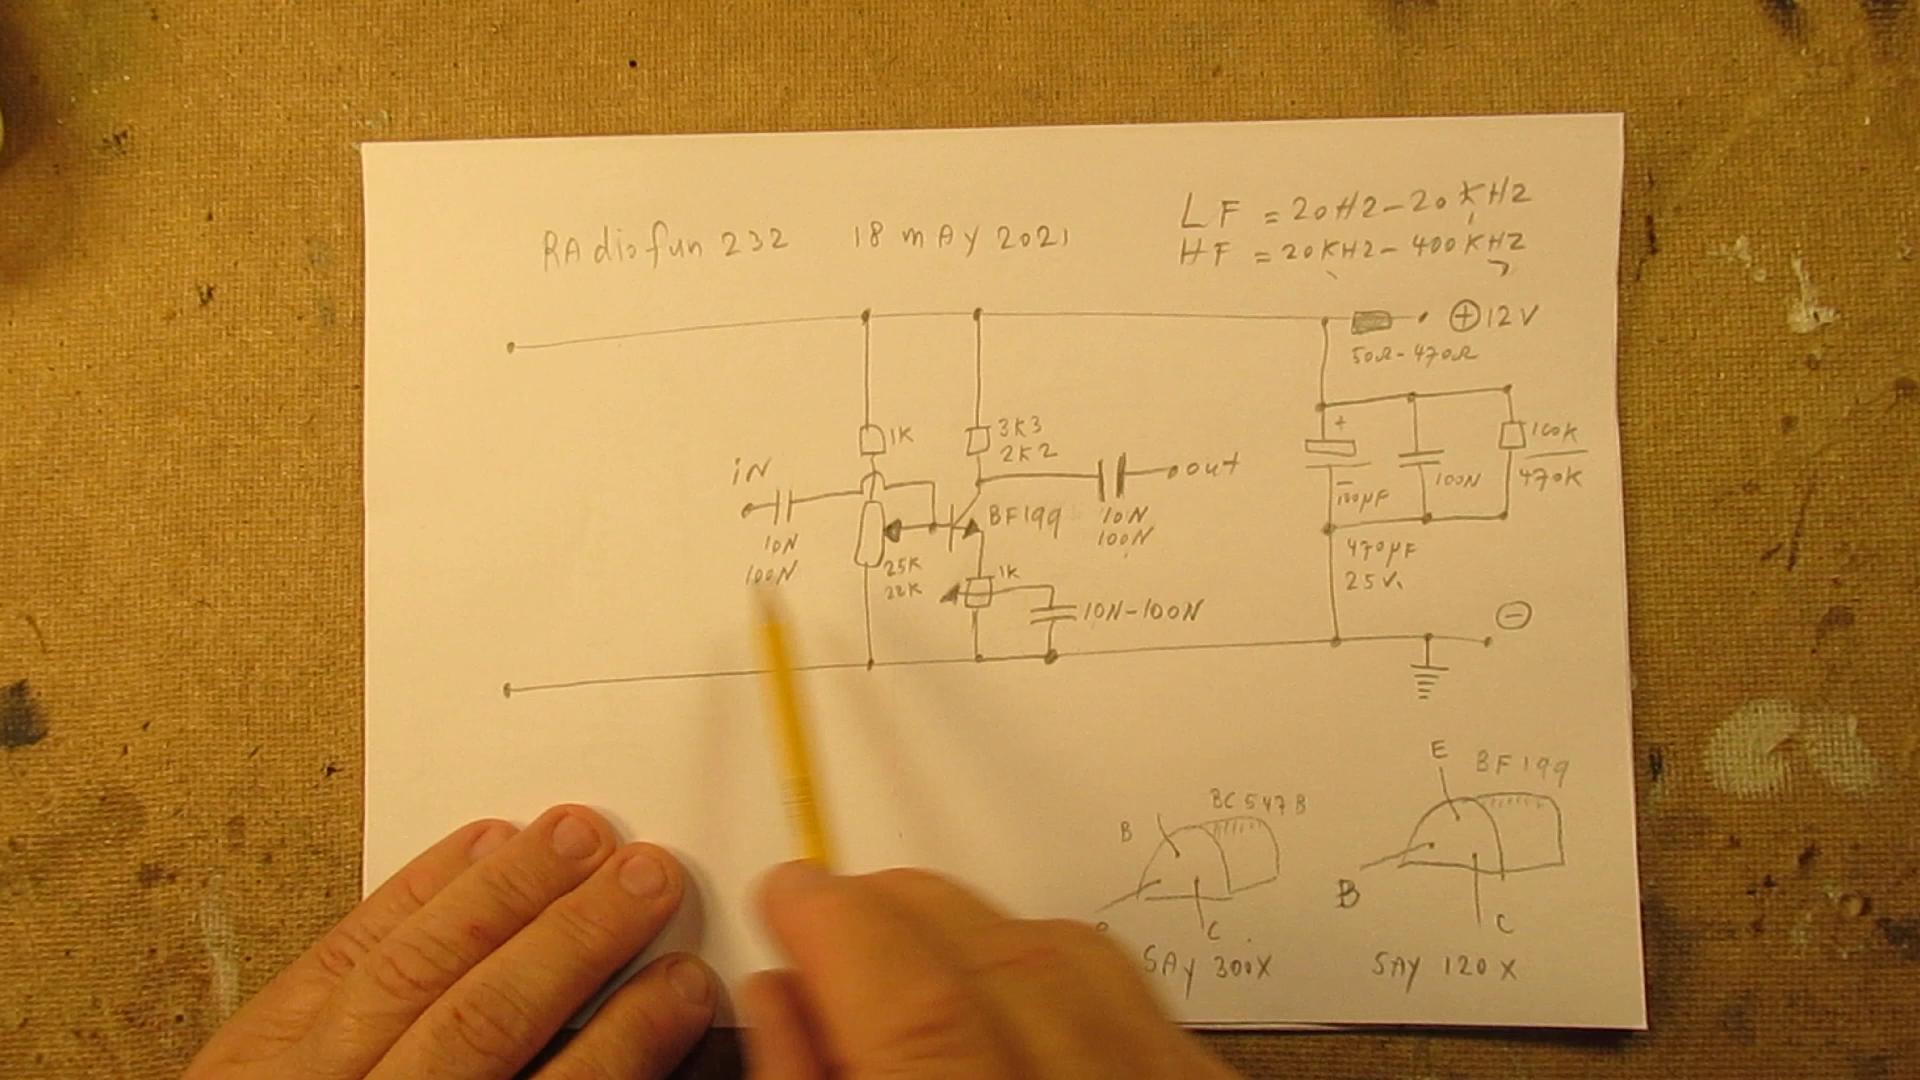 RAdiofun 232 18 mAy 2021
LF = 20HZ-20KHZ
HF = 20KHZ-400KHZ
+ 12V
50Ω-470Ω
1K
3K3
2K2
iN
10N
100N
out
BF199
10N
100N
25K
22K
1K
10N-100N
+
-
100µF
470µF
25V
100N
100K
470K
-
BC547B
B
C
SAY 300X
E
BF199
B
C
SAY 120X